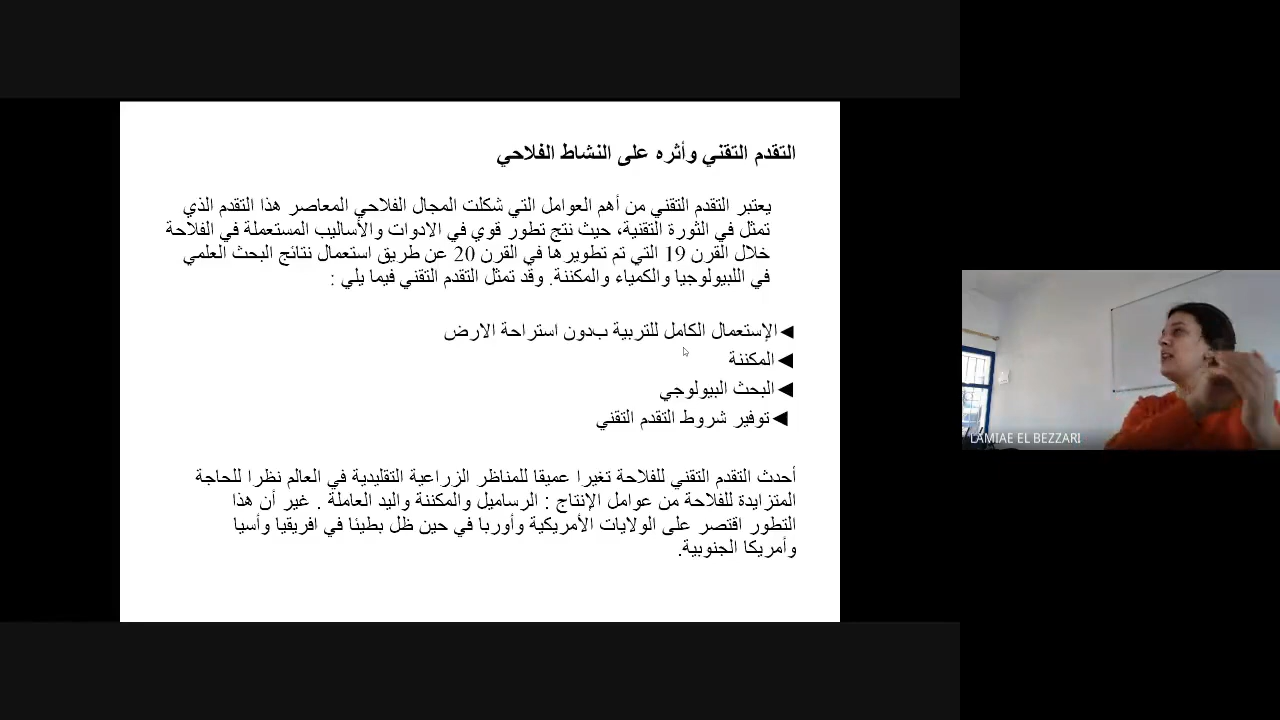 التقدم التقني وأثره على النشاط الفلاحي
يعتبر التقدم التقني من أهم العوامل التي شكلت المجال الفلاحي المعاصر هذا التقدم الذي
تمثل في الثورة التقنية، حيث نتج تطور قوي في الادوات والأساليب المستعملة في الفلاحة
خلال القرن 19 التي تم تطويرها في القرن 20 عن طريق استعمال نتائج البحث العلمي
في اللبيولوجيا والكمياء والمكننة. وقد تمثل التقدم التقني فيما يلي :
◄الإستعمال الكامل للتربية بدون استراحة الارض
◄المكننة
◄البحث البيولوجي
◄توفير شروط التقدم التقني
أحدث التقدم التقني للفلاحة تغيرا عميقا للمناظر الزراعية التقليدية في العالم نظرا للحاجة
المتزايدة للفلاحة من عوامل الإنتاج : الرساميل والمكننة واليد العاملة . غير أن هذا
التطور اقتصر على الولايات الأمريكية وأوربا في حين ظل بطيئا في افريقيا وأسيا
وأمريكا الجنوبية.
LAMIAE EL BEZZARI